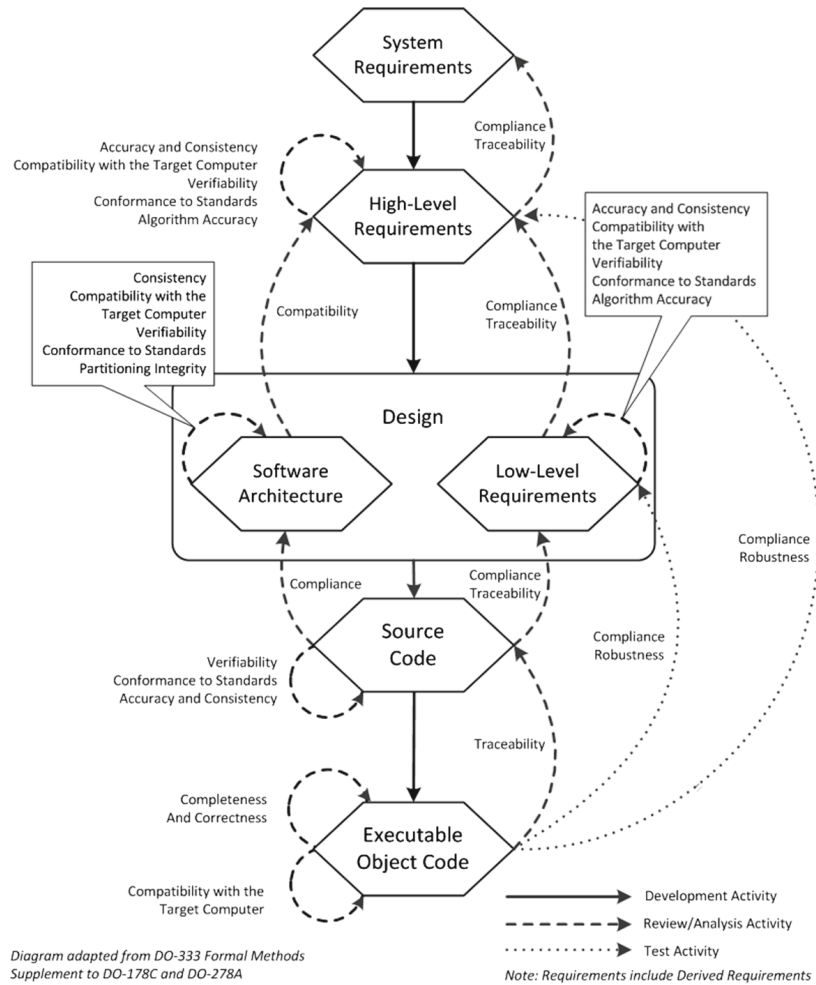 System
Requirements
Compliance
Traceability
Accuracy and Consistency
Compatibility with the Target Computer
Verifiability
Conformance to Standards
Algorithm Accuracy
High-Level
Requirements
Accuracy and Consistency
Compatibility with
the Target Computer
Verifiability
Conformance to Standards
Algorithm Accuracy
Consistency
Compatibility with the
Target Computer
Verifiability
Conformance to Standards
Partitioning Integrity
Compatibility
Compliance
Traceability
Design
Software
Architecture
Low-Level
Requirements
Compliance
Robustness
Compliance
Compliance
Traceability
Source
Code
Compliance
Robustness
Verifiability
Conformance to Standards
Accuracy and Consistency
Traceability
Completeness
And Correctness
Executable
Object Code
Compatibility with the
Target Computer
Development Activity
Review/Analysis Activity
Test Activity
Diagram adapted from DO-333 Formal Methods
Supplement to DO-178C and DO-278A
Note: Requirements include Derived Requirements